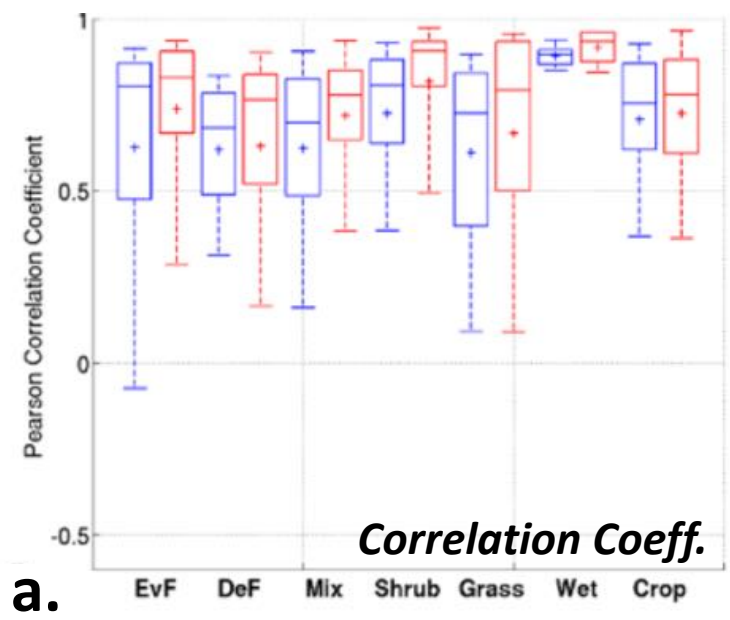 1
0.5
0
-0.5
Pearson Correlation Coefficient
Correlation Coeff.
EvF DeF Mix Shrub Grass Wet Crop
a.